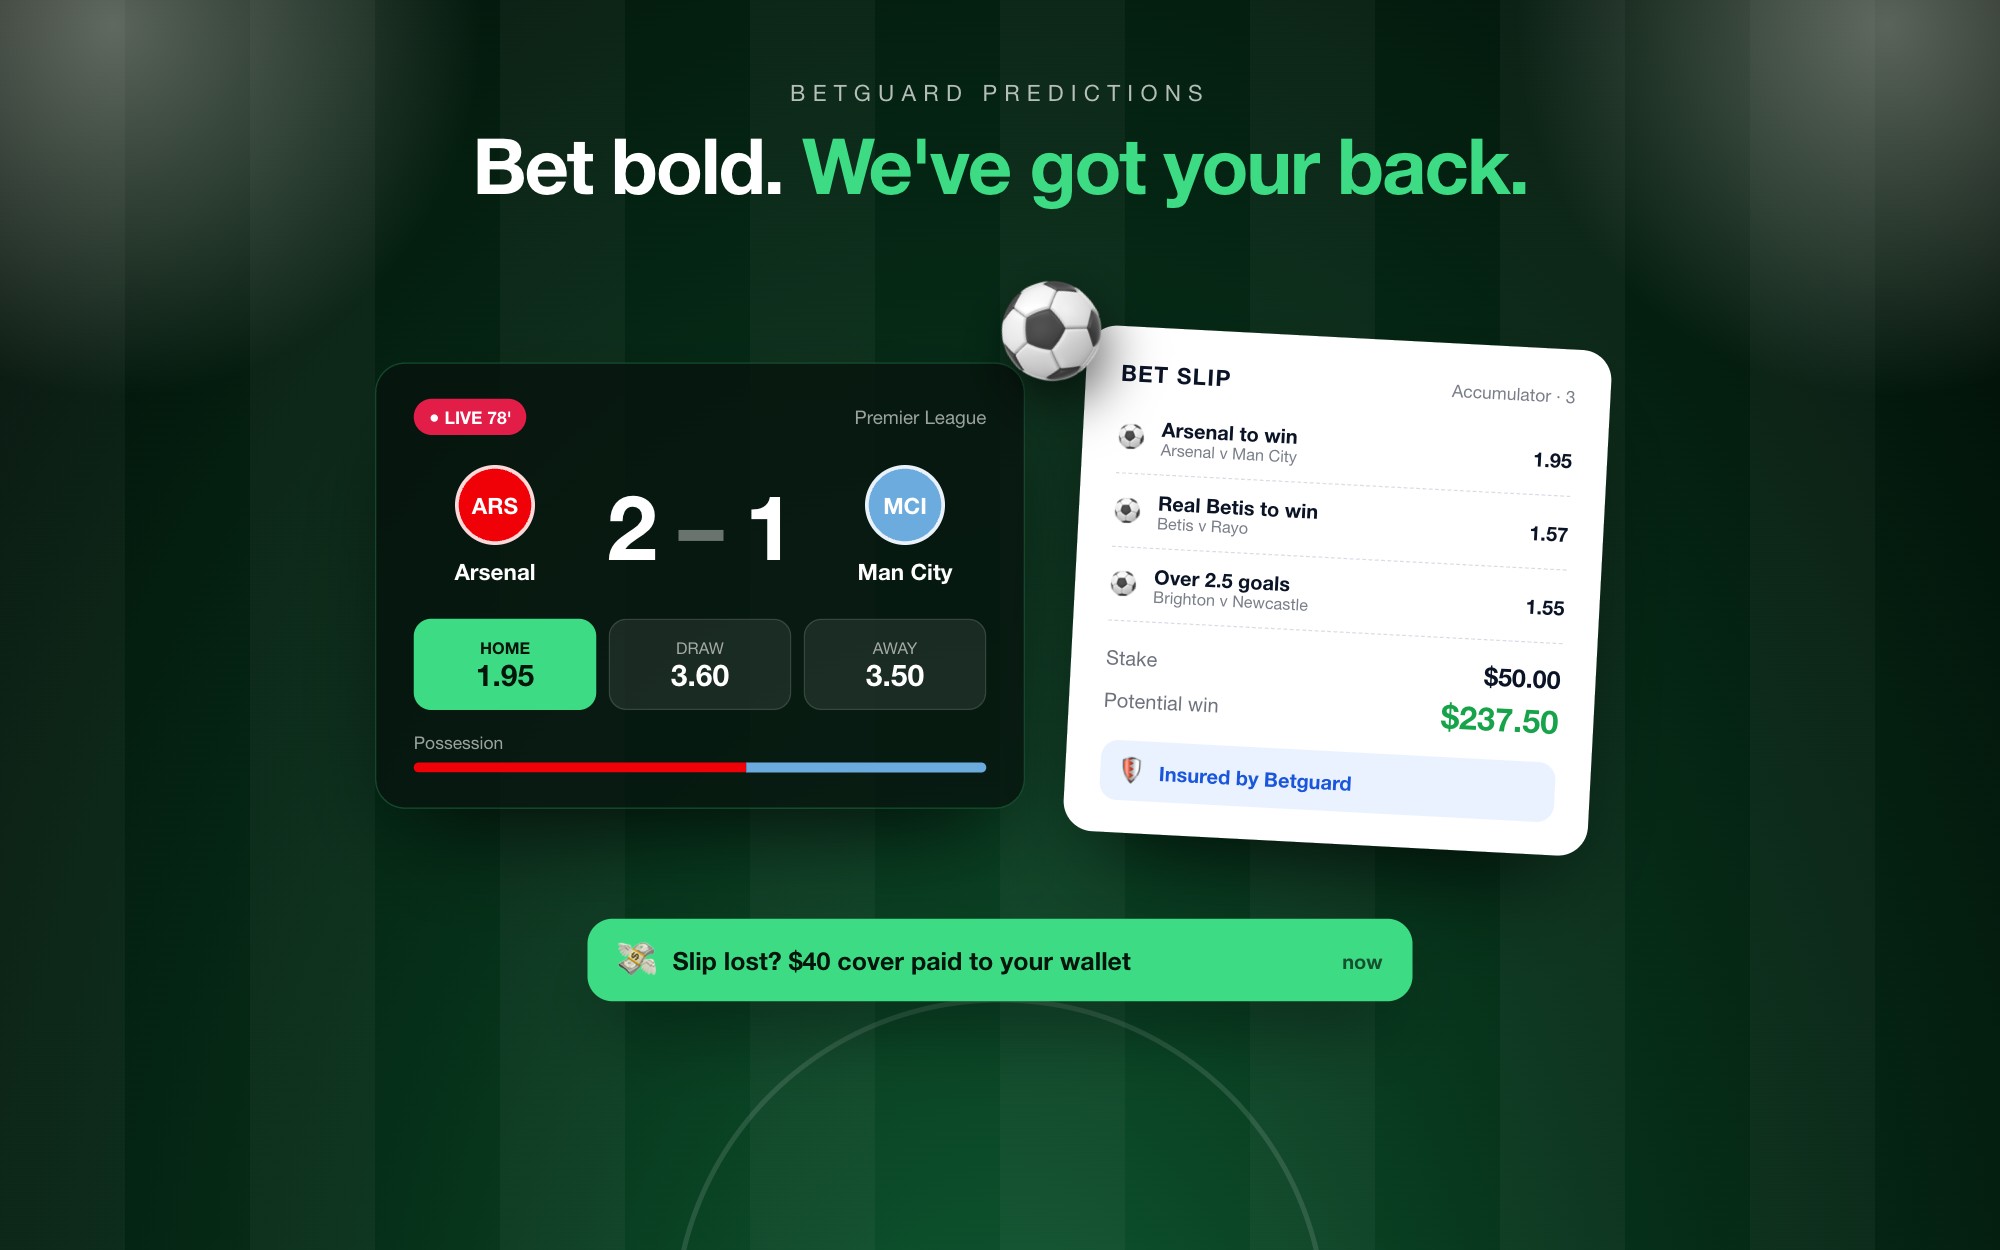 BETGUARD PREDICTIONS
Bet bold. We've got your back.
LIVE 78'
Premier League
ARS
2 – 1
MCI
Arsenal
Man City
HOME
1.95
DRAW
3.60
AWAY
3.50
Possession
BET SLIP
Accumulator · 3
Arsenal to win
Arsenal v Man City
1.95
Real Betis to win
Betis v Rayo
1.57
Over 2.5 goals
Brighton v Newcastle
1.55
Stake
$50.00
Potential win
$237.50
Insured by Betguard
Slip lost? $40 cover paid to your wallet
now